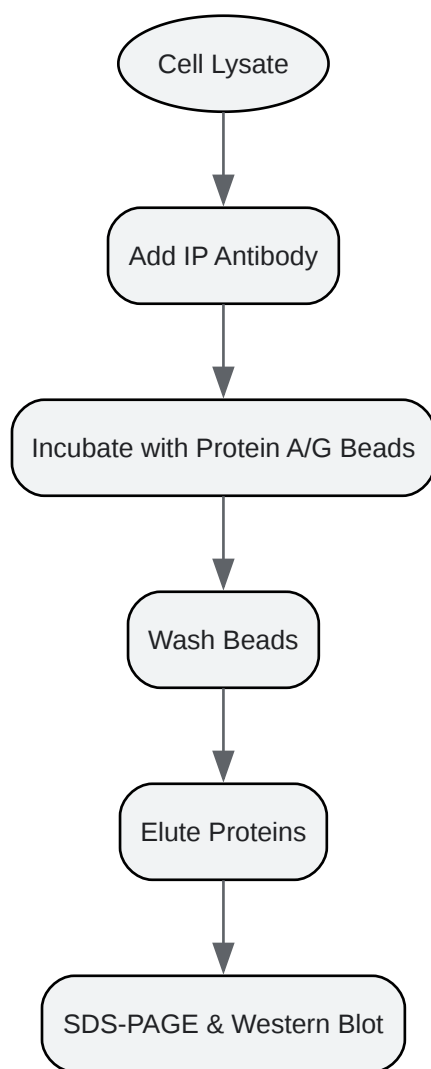 Cell Lysate
Add IP Antibody
Incubate with Protein A/G Beads
Wash Beads
Elute Proteins
SDS-PAGE & Western Blot